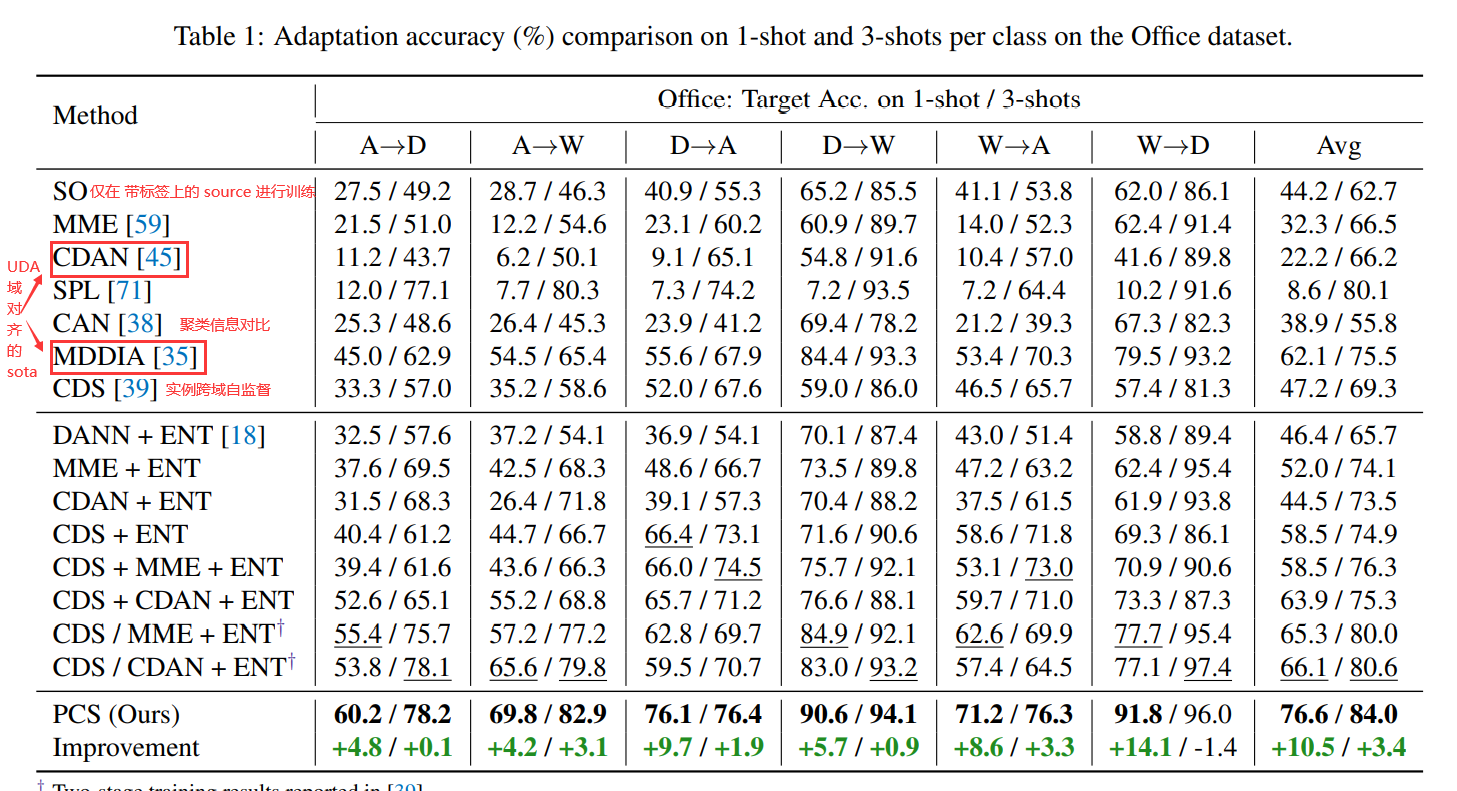 Table 1: Adaptation accuracy (%) comparison on 1-shot and 3-shots per class on the Office dataset.
Method
Office: Target Acc. on 1-shot / 3-shots
A→D A→W D→A D→W W→A W→D Avg
SO 仅在 带标签上的 source 进行训练 27.5 / 49.2 28.7 / 46.3 40.9 / 55.3 65.2 / 85.5 41.1 / 53.8 62.0 / 86.1 44.2 / 62.7
MME [59] 21.5 / 51.0 12.2 / 54.6 23.1 / 60.2 60.9 / 89.7 14.0 / 52.3 62.4 / 91.4 32.3 / 66.5
CDAN [45] 11.2 / 43.7 6.2 / 50.1 9.1 / 65.1 54.8 / 91.6 10.4 / 57.0 41.6 / 89.8 22.2 / 66.2
SPL [71] 12.0 / 77.1 7.7 / 80.3 7.3 / 74.2 7.2 / 93.5 7.2 / 64.4 10.2 / 91.6 8.6 / 80.1
CAN [38] 聚类信息对比 25.3 / 48.6 26.4 / 45.3 23.9 / 41.2 69.4 / 78.2 21.2 / 39.3 67.3 / 82.3 38.9 / 55.8
MDDIA [35] 45.0 / 62.9 54.5 / 65.4 55.6 / 67.9 84.4 / 93.3 53.4 / 70.3 79.5 / 93.2 62.1 / 75.5
CDS [39] 实例跨域自监督 33.3 / 57.0 35.2 / 58.6 52.0 / 67.6 59.0 / 86.0 46.5 / 65.7 57.4 / 81.3 47.2 / 69.3
UDA
域
对
齐
的
sota
DANN + ENT [18] 32.5 / 57.6 37.2 / 54.1 36.9 / 54.1 70.1 / 87.4 43.0 / 51.4 58.8 / 89.4 46.4 / 65.7
MME + ENT 37.6 / 69.5 42.5 / 68.3 48.6 / 66.7 73.5 / 89.8 47.2 / 63.2 62.4 / 95.4 52.0 / 74.1
CDAN + ENT 31.5 / 68.3 26.4 / 71.8 39.1 / 57.3 70.4 / 88.2 37.5 / 61.5 61.9 / 93.8 44.5 / 73.5
CDS + ENT 40.4 / 61.2 44.7 / 66.7 66.4 / 73.1 71.6 / 90.6 58.6 / 71.8 69.3 / 86.1 58.5 / 74.9
CDS + MME + ENT 39.4 / 61.6 43.6 / 66.3 66.0 / 74.5 75.7 / 92.1 53.1 / 73.0 70.9 / 90.6 58.5 / 76.3
CDS + CDAN + ENT 52.6 / 65.1 55.2 / 68.8 65.7 / 71.2 76.6 / 88.1 59.7 / 71.0 73.3 / 87.3 63.9 / 75.3
CDS / MME + ENT† 55.4 / 75.7 57.2 / 77.2 62.8 / 69.7 84.9 / 92.1 62.6 / 69.9 77.7 / 95.4 65.3 / 80.0
CDS / CDAN + ENT† 53.8 / 78.1 65.6 / 79.8 59.5 / 70.7 83.0 / 93.2 57.4 / 64.5 77.1 / 97.4 66.1 / 80.6
PCS (Ours) 60.2 / 78.2 69.8 / 82.9 76.1 / 76.4 90.6 / 94.1 71.2 / 76.3 91.8 / 96.0 76.6 / 84.0
Improvement +4.8 / +0.1 +4.2 / +3.1 +9.7 / +1.9 +5.7 / +0.9 +8.6 / +3.3 +14.1 / -1.4 +10.5 / +3.4
† Two-stage training results reported in [39]